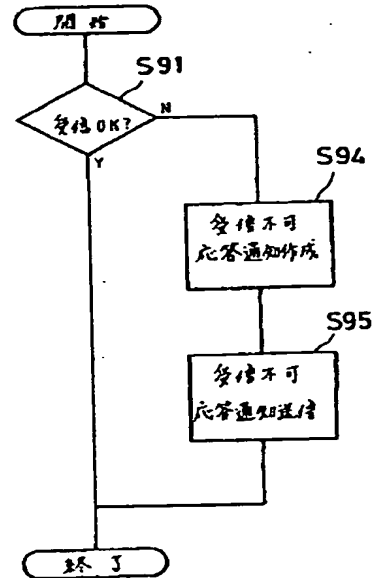 開始
S91
受信OK?
N
Y
S94
受信不可
応答通知作成
S95
受信不可
応答通知送信
終了